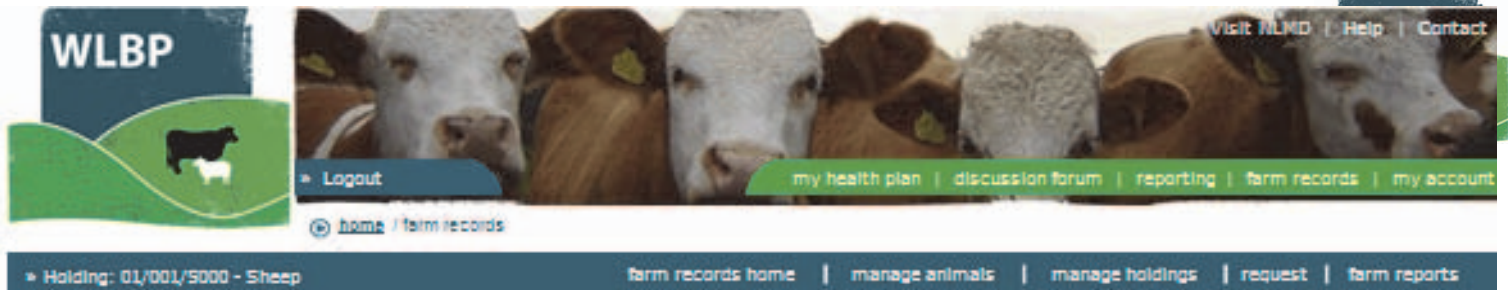 WLBP
Visit NLMD | Help | Contact
» Logout
my health plan | discussion forum | reporting | farm records | my account
home / farm records
» Holding: 01/001/5000 - Sheep
farm records home | manage animals | manage holdings | request | farm reports